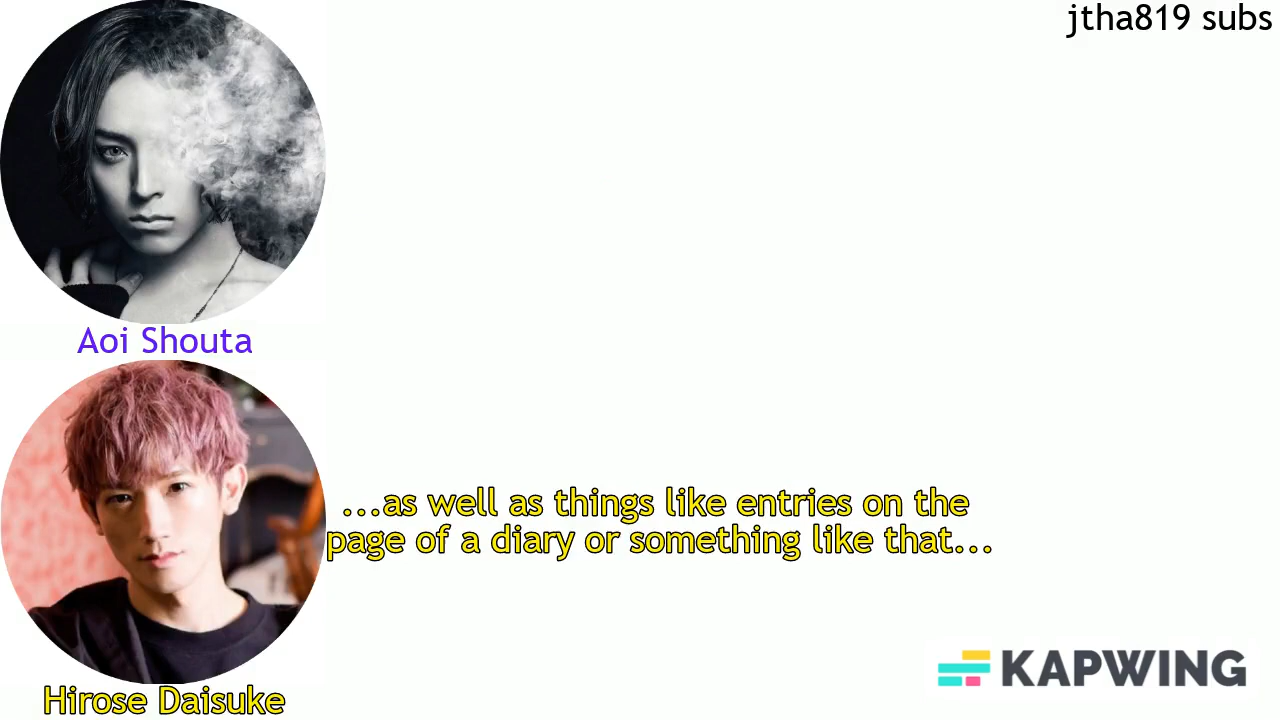 jtha819 subs
Aoi Shouta
...as well as things like entries on the
page of a diary or something like that...
KAPWING
Hirose Daisuke